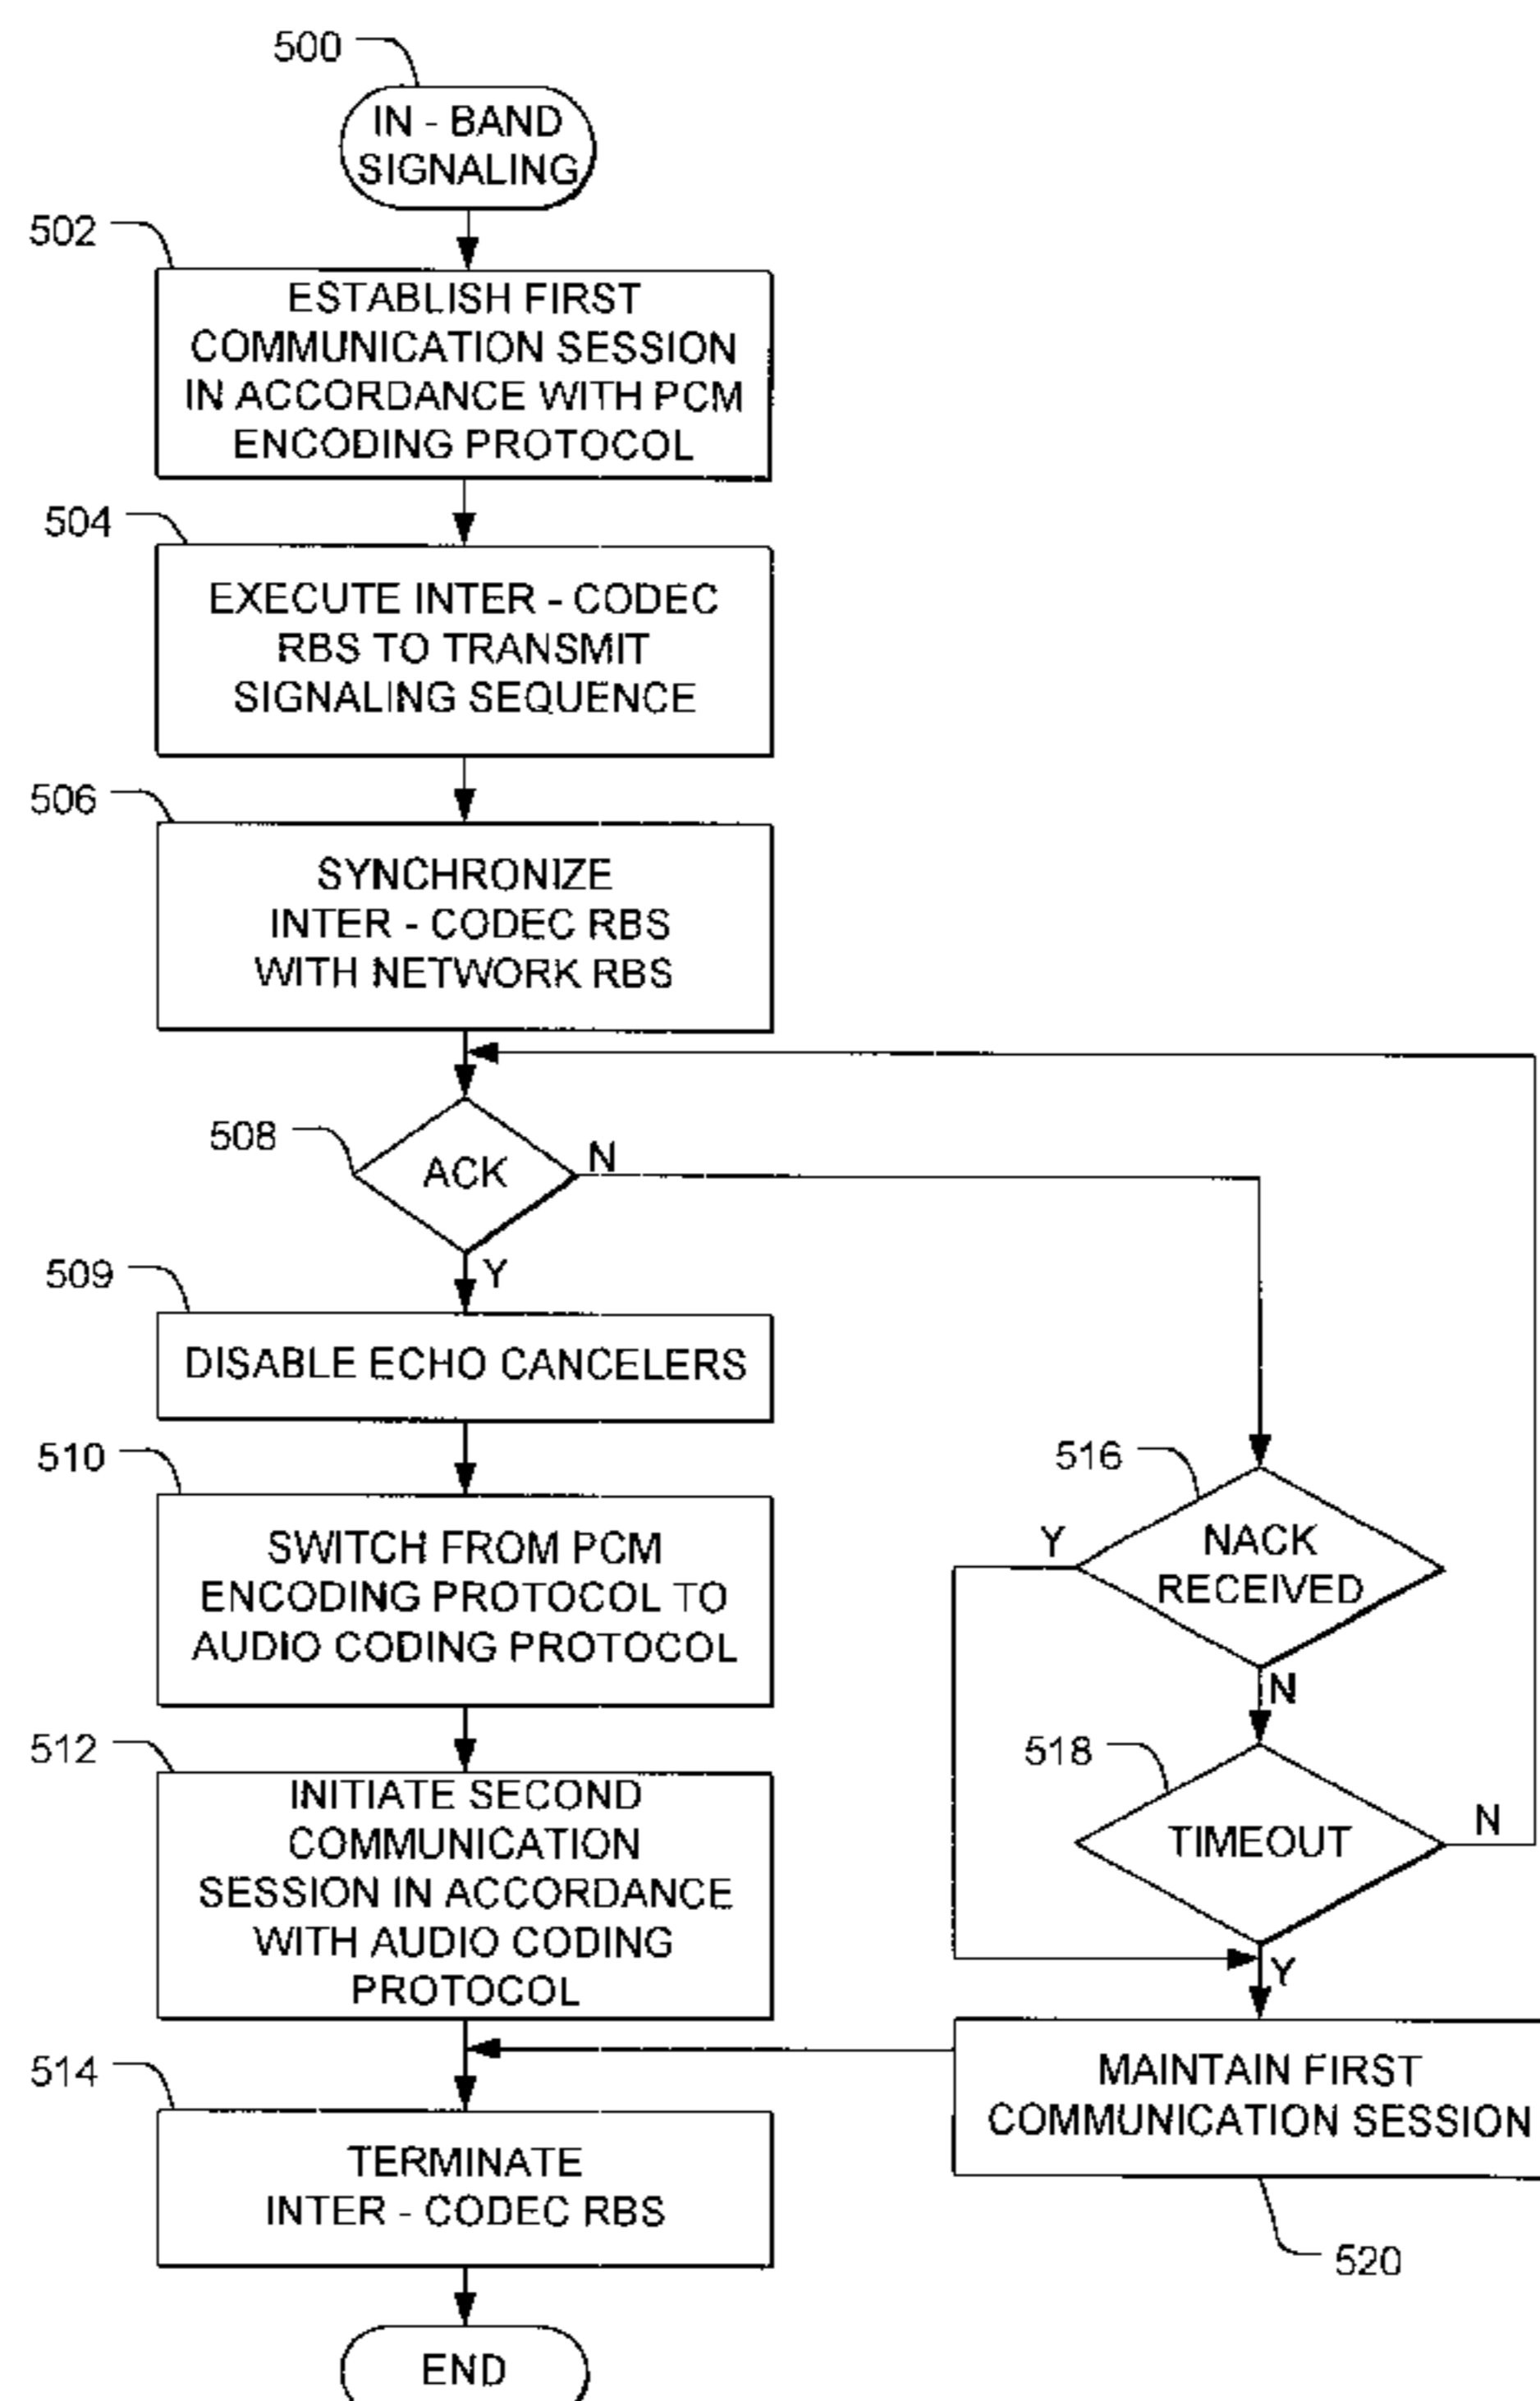 500
IN - BAND
SIGNALING
502
ESTABLISH FIRST
COMMUNICATION SESSION
IN ACCORDANCE WITH PCM
ENCODING PROTOCOL
504
EXECUTE INTER - CODEC
RBS TO TRANSMIT
SIGNALING SEQUENCE
506
SYNCHRONIZE
INTER - CODEC RBS
WITH NETWORK RBS
508
ACK
N
Y
509
DISABLE ECHO CANCELERS
510
SWITCH FROM PCM
ENCODING PROTOCOL TO
AUDIO CODING PROTOCOL
516
Y
NACK
RECEIVED
N
512
INITIATE SECOND
COMMUNICATION
SESSION IN ACCORDANCE
WITH AUDIO CODING
PROTOCOL
518
TIMEOUT
N
Y
514
TERMINATE
INTER - CODEC RBS
MAINTAIN FIRST
COMMUNICATION SESSION
520
END